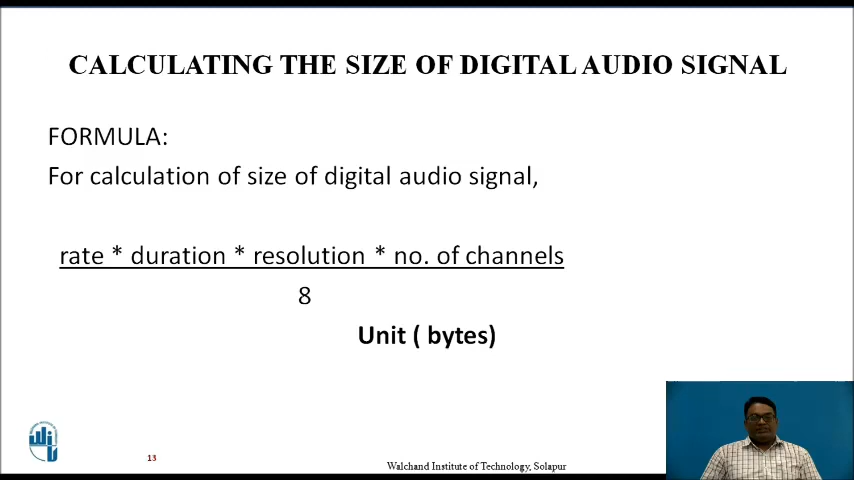 CALCULATING THE SIZE OF DIGITAL AUDIO SIGNAL
FORMULA:
For calculation of size of digital audio signal,
rate * duration * resolution * no. of channels
8
Unit ( bytes)
13
Walchand Institute of Technology, Solapur